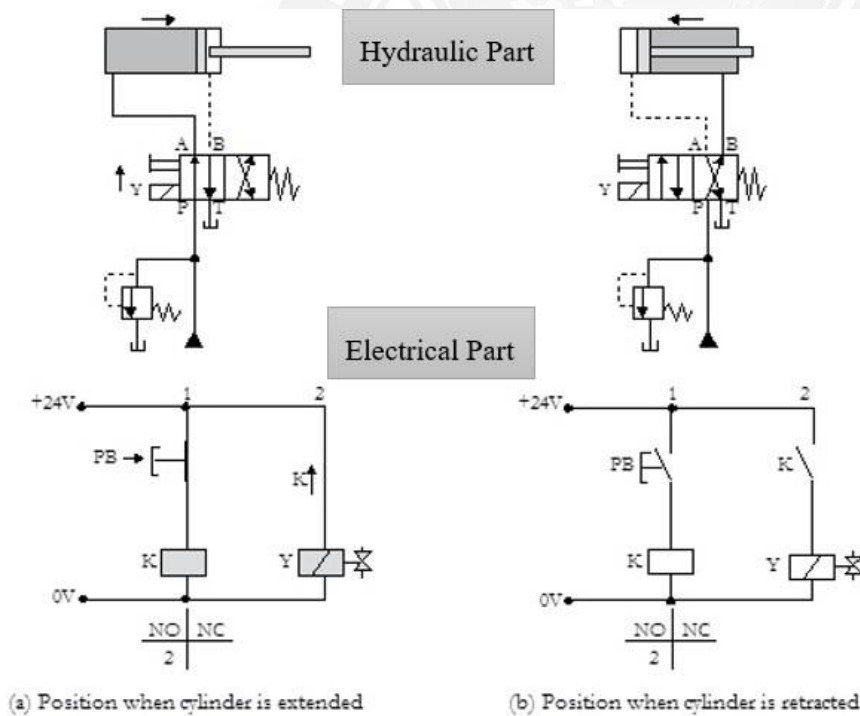 Hydraulic Part
A B
Y
P T
A B
Y
P T
Electrical Part
+24V 1 2
PB
K
K Y
0V
NO NC
2
+24V 1 2
PB K
K Y
0V
NO NC
2
(a) Position when cylinder is extended
(b) Position when cylinder is retracted